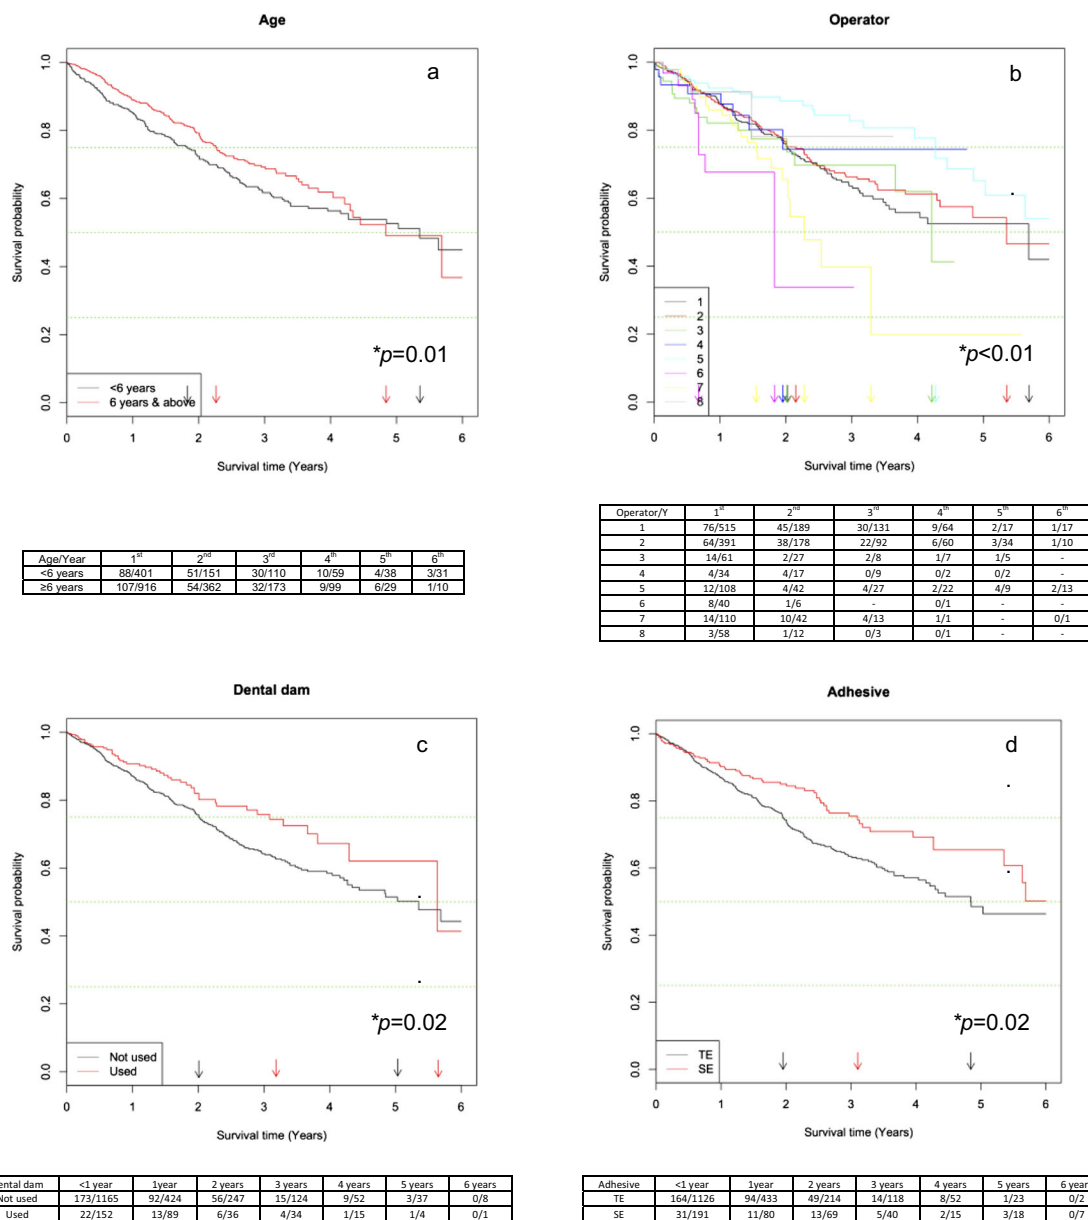 Age
a
Survival probability
1.0
0.8
0.6
0.4
0.2
0.0
*p=0.01
<6 years
6 years & above
0 1 2 3 4 5 6
Survival time (Years)
Age/Year 1st 2nd 3rd 4th 5th 6th
<6 years 88/401 51/151 30/110 10/59 4/38 3/31
≥6 years 107/916 54/362 32/173 9/99 6/29 1/10
Operator
b
Survival probability
1.0
0.8
0.6
0.4
0.2
0.0
*p<0.01
1
2
3
4
5
6
7
8
0 1 2 3 4 5 6
Survival time (Years)
Operator/Y 1st 2nd 3rd 4th 5th 6th
1 76/515 45/189 30/131 9/64 2/17 1/17
2 64/391 38/178 22/92 6/60 3/34 1/10
3 14/61 2/27 2/8 1/7 1/5 -
4 4/34 4/17 0/9 0/2 0/2 -
5 12/108 4/42 4/27 2/22 4/9 2/13
6 8/40 1/6 - 0/1 - -
7 14/110 10/42 4/13 1/1 - 0/1
8 3/58 1/12 0/3 0/1 - -
Dental dam
c
Survival probability
1.0
0.8
0.6
0.4
0.2
0.0
*p=0.02
Not used
Used
0 1 2 3 4 5 6
Survival time (Years)
ental dam <1 year 1year 2 years 3 years 4 years 5 years 6 years
Not used 173/1165 92/424 56/247 15/124 9/52 3/37 0/8
Used 22/152 13/89 6/36 4/34 1/15 1/4 0/1
Adhesive
d
Survival probability
1.0
0.8
0.6
0.4
0.2
0.0
*p=0.02
TE
SE
0 1 2 3 4 5 6
Survival time (Years)
Adhesive <1 year 1year 2 years 3 years 4 years 5 years 6 year
TE 164/1126 94/433 49/214 14/118 8/52 1/23 0/2
SE 31/191 11/80 13/69 5/40 2/15 3/18 0/7